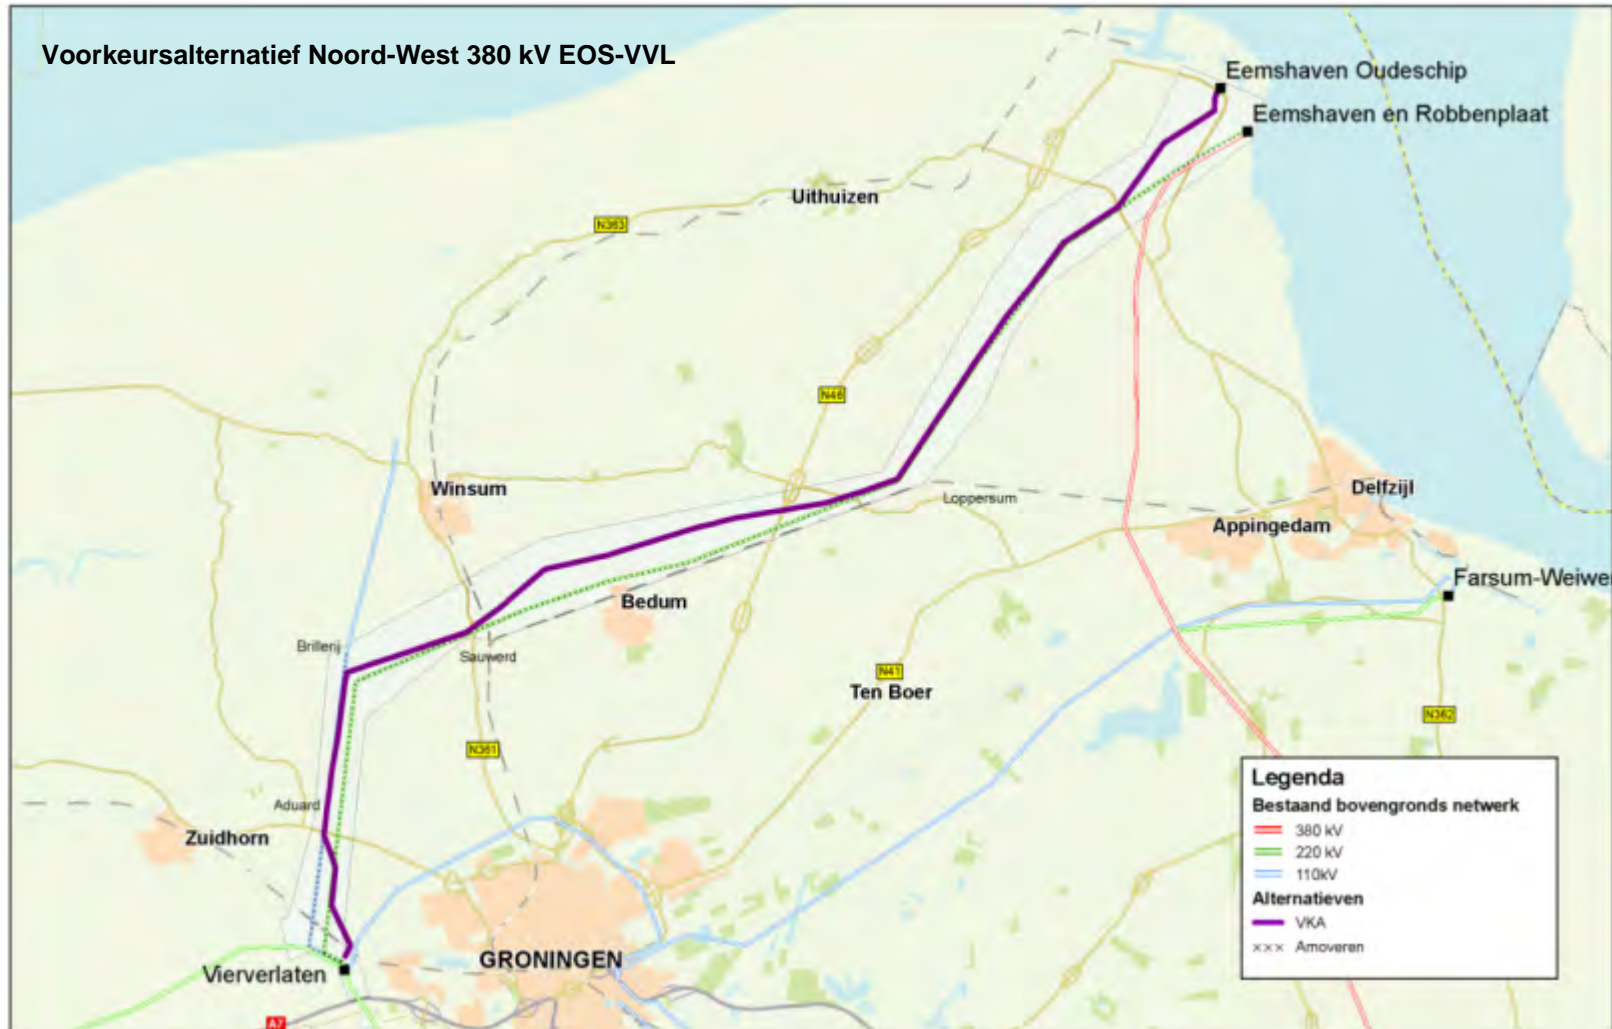 Voorkeursalternatief Noord-West 380 kV EOS-VVL
Eemshaven Oudeschip
Eemshaven en Robbenplaat
Uithuizen
N363
N46
Winsum
Loppersum
Delfzijl
Appingedam
Farsum-Weiwer
Bedum
Brillerij
Sauwerd
N41
Ten Boer
N362
N361
Aduard
Zuidhorn
Vierverlaten
GRONINGEN
A7
Legenda
Bestaand bovengronds netwerk
380 kV
220 kV
110kV
Alternatieven
VKA
××× Amoveren